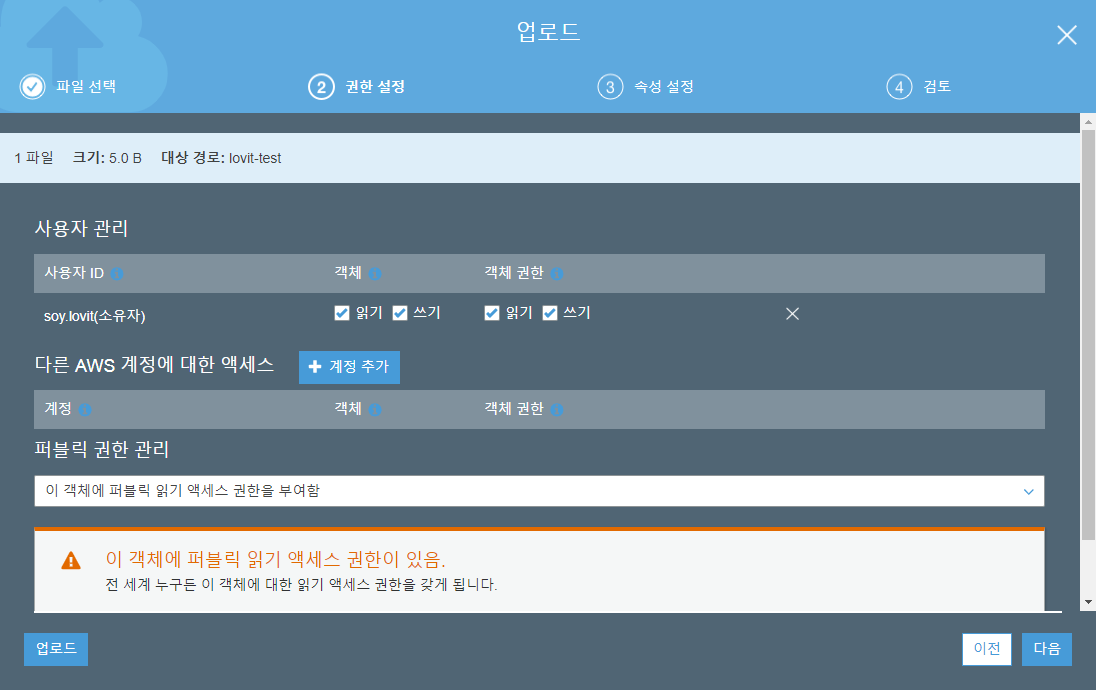 업로드
파일 선택
2 권한 설정
3 속성 설정
4 검토
1 파일 크기: 5.0 B 대상 경로: lovit-test
사용자 관리
사용자 ID 객체 객체 권한
soy.lovit(소유자) 읽기 쓰기 읽기 쓰기
다른 AWS 계정에 대한 액세스 계정 추가
계정 객체 객체 권한
퍼블릭 권한 관리
이 객체에 퍼블릭 읽기 액세스 권한을 부여함
이 객체에 퍼블릭 읽기 액세스 권한이 있음.
전 세계 누구든 이 객체에 대한 읽기 액세스 권한을 갖게 됩니다.
업로드 이전 다음